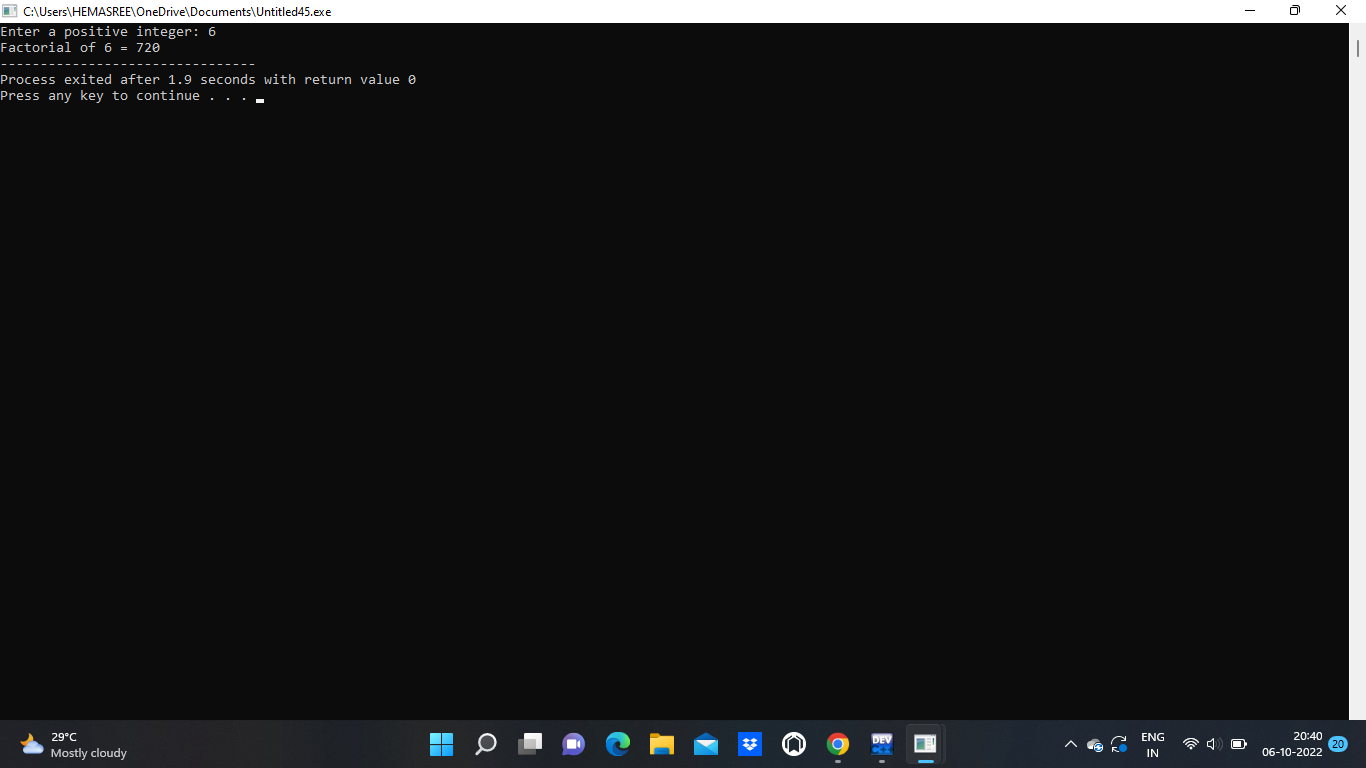 C:\Users\HEMASREE\OneDrive\Documents\Untitled45.exe
Enter a positive integer: 6
Factorial of 6 = 720
--------------------------------
Process exited after 1.9 seconds with return value 0
Press any key to continue . . .
29°C
Mostly cloudy
DEV
C++
ENG
IN
20:40
06-10-2022
20